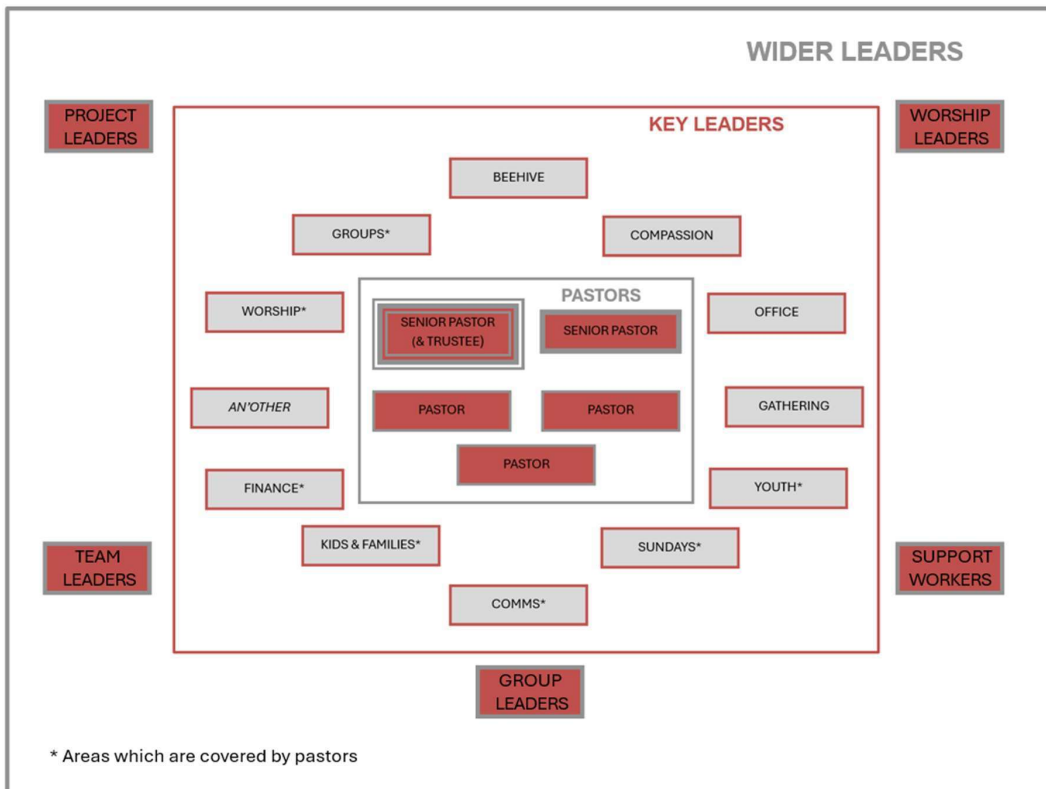 WIDER LEADERS
PROJECT
LEADERS
KEY LEADERS
WORSHIP
LEADERS
BEEHIVE
GROUPS*
COMPASSION
WORSHIP*
PASTORS
SENIOR PASTOR
(& TRUSTEE)
SENIOR PASTOR
OFFICE
AN'OTHER
PASTOR
PASTOR
GATHERING
PASTOR
FINANCE*
YOUTH*
KIDS & FAMILIES*
SUNDAYS*
TEAM
LEADERS
COMMS*
SUPPORT
WORKERS
GROUP
LEADERS
* Areas which are covered by pastors